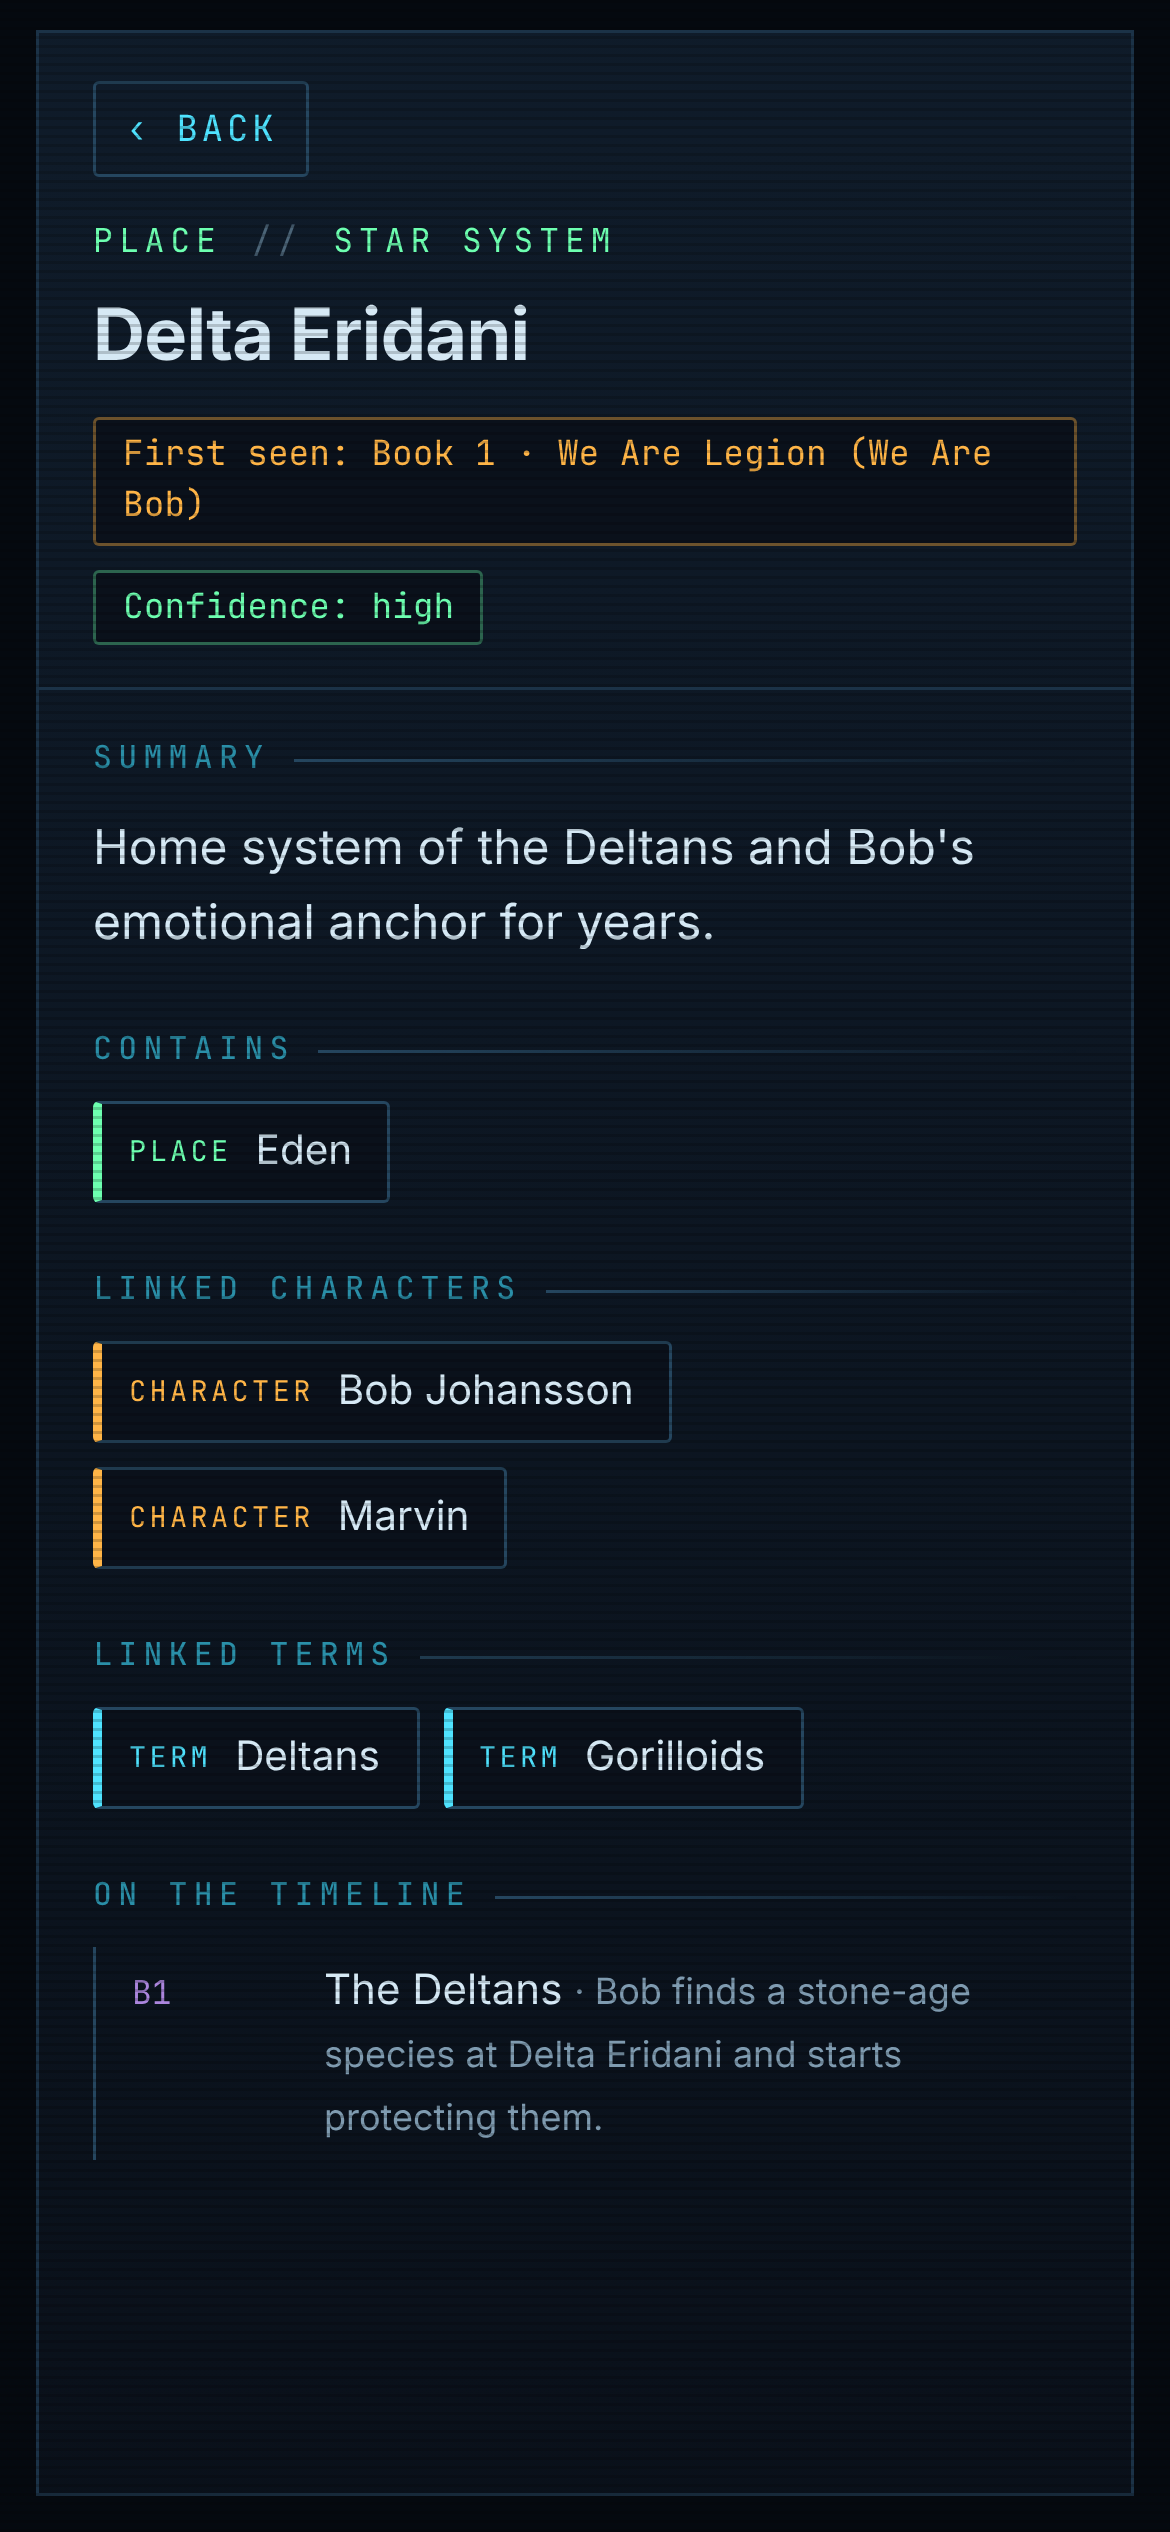 ‹ BACK
PLACE // STAR SYSTEM
Delta Eridani
First seen: Book 1 · We Are Legion (We Are
Bob)
Confidence: high
SUMMARY
Home system of the Deltans and Bob's
emotional anchor for years.
CONTAINS
PLACE Eden
LINKED CHARACTERS
CHARACTER Bob Johansson
CHARACTER Marvin
LINKED TERMS
TERM Deltans TERM Gorilloids
ON THE TIMELINE
B1 The Deltans · Bob finds a stone-age
species at Delta Eridani and starts
protecting them.